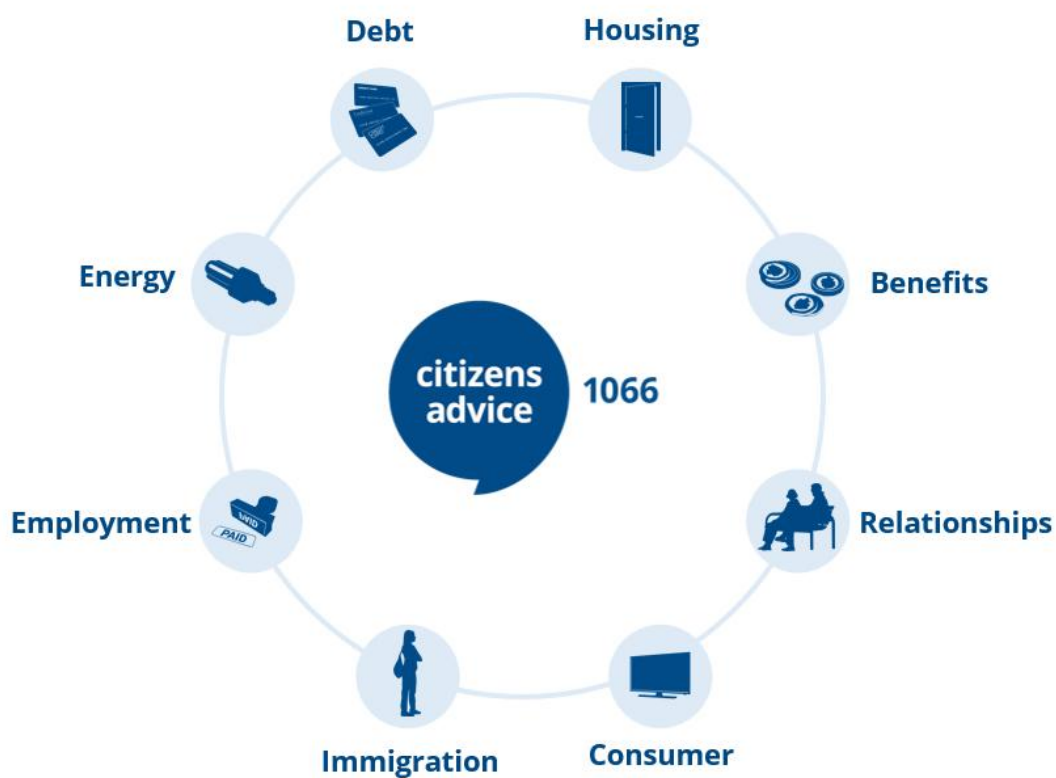 Debt
Housing
Energy
Benefits
citizens
advice
1066
Employment
PAID
Relationships
Immigration
Consumer